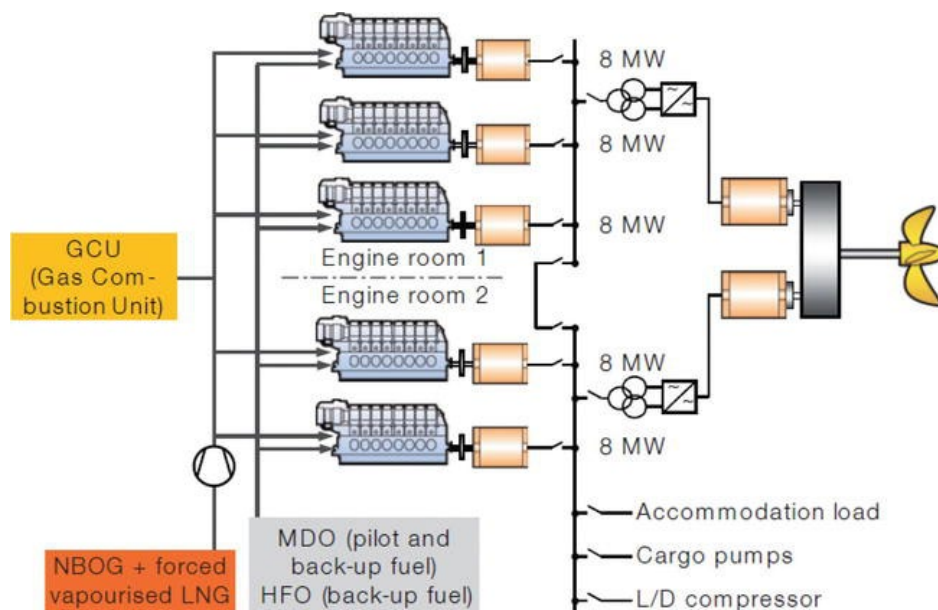 8 MW
8 MW
8 MW
GCU
(Gas Com-
bustion Unit)
Engine room 1
Engine room 2
8 MW
8 MW
NBOG + forced
vapourised LNG
MDO (pilot and
back-up fuel)
HFO (back-up fuel)
Accommodation load
Cargo pumps
L/D compressor